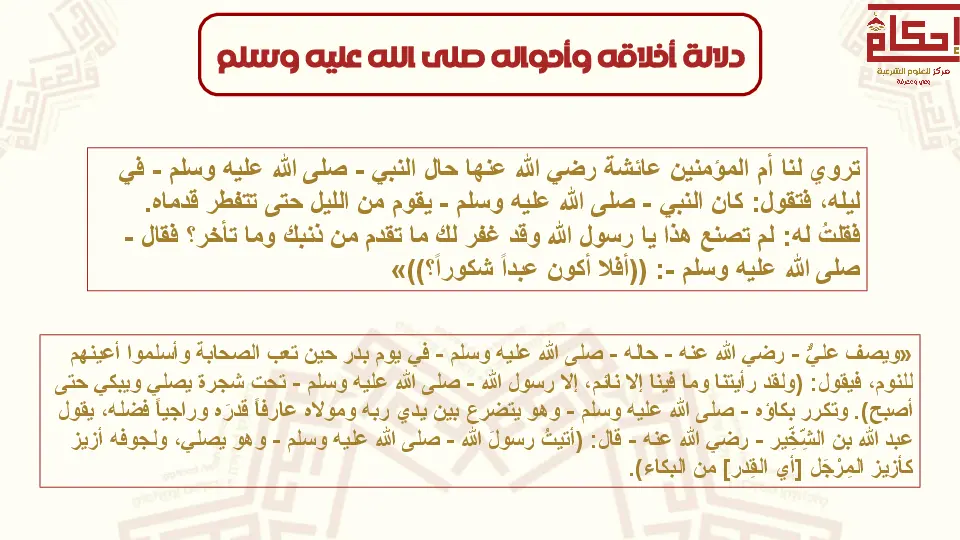 دلالة أخلاقه وأحواله صلى الله عليه وسلم
إحكام
مركز للعلوم الشرعية
وعي ومعرفة
تروي لنا أم المؤمنين عائشة رضي الله عنها حال النبي - صلى الله عليه وسلم - في
ليله، فتقول: كان النبي - صلى الله عليه وسلم - يقوم من الليل حتى تتفطر قدماه.
فقلتُ له: لم تصنع هذا يا رسول الله وقد غفر لك ما تقدم من ذنبك وما تأخر؟ فقال -
صلى الله عليه وسلم -: ((أفلا أكون عبداً شكوراً؟))»
«ويصف عليٌّ - رضي الله عنه - حاله - صلى الله عليه وسلم - في يوم بدر حين تعب الصحابة وأسلموا أعينهم
للنوم، فيقول: (ولقد رأيتنا وما فينا إلا نائم، إلا رسول الله - صلى الله عليه وسلم - تحت شجرة يصلي ويبكي حتى
أصبح). وتكرر بكاؤه - صلى الله عليه وسلم - وهو يتضرع بين يدي ربه ومولاه عارفاً قدرَه وراجياً فضله، يقول
عبد الله بن الشِّخِّير - رضي الله عنه - قال: (أتيتُ رسولَ الله - صلى الله عليه وسلم - وهو يصلي، ولجوفه أزيز
كأزيز المِرْجَل [أي القِدر] من البكاء).